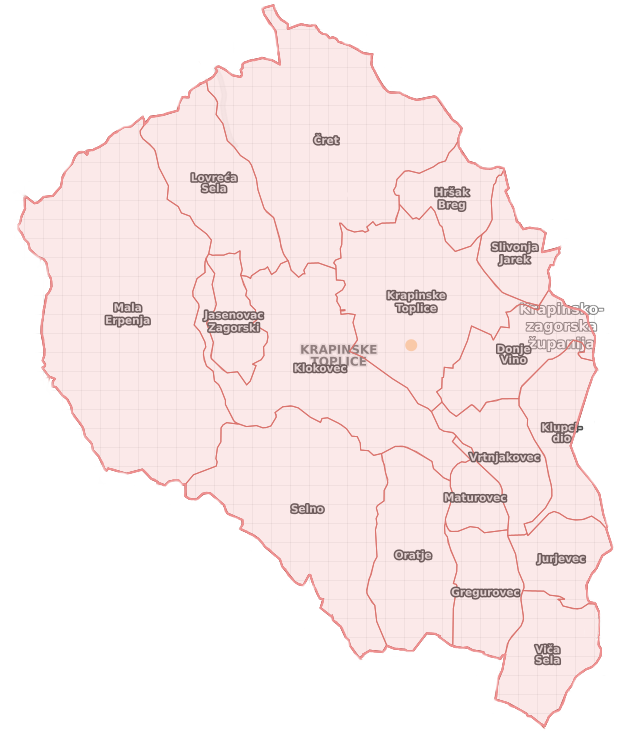 Čret
Lovreća
Sela
Hršak
Breg
Slivonja
Jarek
Mala
Erpenja
Jasenovac
Zagorski
Krapinske
Toplice
Krapinsko-
zagorska
županija
Donje
Vino
KRAPINSKE
TOPLICE
Klokovec
Klupci-
dio
Vrtnjakovec
Maturovec
Selno
Oratje
Jurjevec
Gregurovec
Viča
Sela